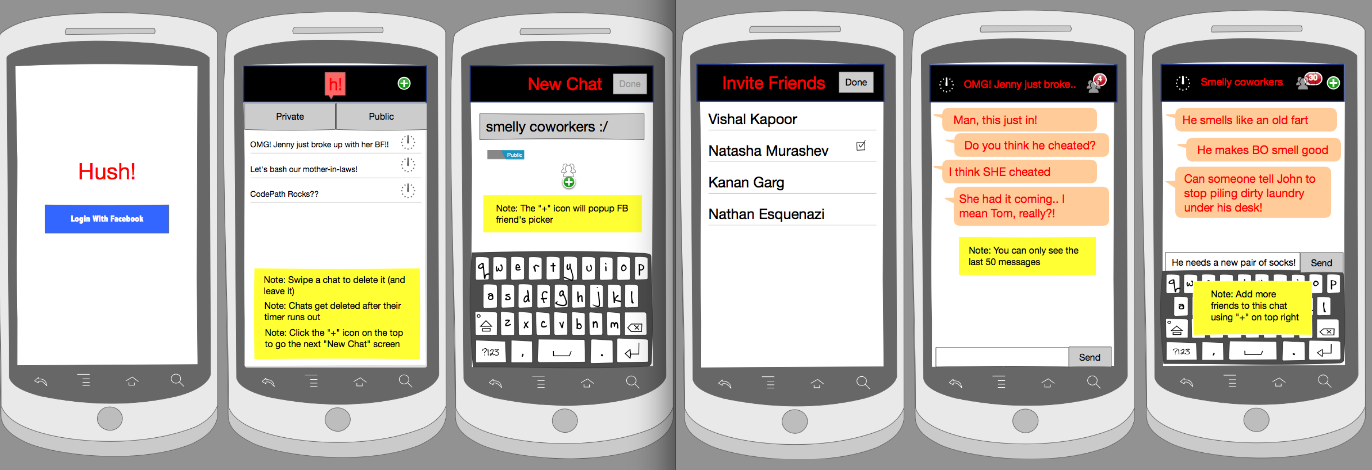 Hush!
Login With Facebook
h!
Private
Public
OMG! Jenny just broke up with her BF!!
Let's bash our mother-in-laws!
CodePath Rocks??
Note: Swipe a chat to delete it (and
leave it)
Note: Chats get deleted after their
timer runs out
Note: Click the "+" icon on the top
to go the next "New Chat" screen
New Chat
Done
smelly coworkers :/
Public
Note: The "+" icon will popup FB
friend's picker
q w e r t y u i o p
a s d f g h j k l
z x c v b n m
?123 , .
Invite Friends
Done
Vishal Kapoor
Natasha Murashev
Kanan Garg
Nathan Esquenazi
OMG! Jenny just broke..
4
Man, this just in!
Do you think he cheated?
I think SHE cheated
She had it coming.. I
mean Tom, really?!
Note: You can only see the
last 50 messages
Send
Smelly coworkers
30
He smells like an old fart
He makes BO smell good
Can someone tell John to
stop piling dirty laundry
under his desk!
He needs a new pair of socks!
Send
q w o p
a l
Note: Add more
friends to this chat
using "+" on top right
?123 , .